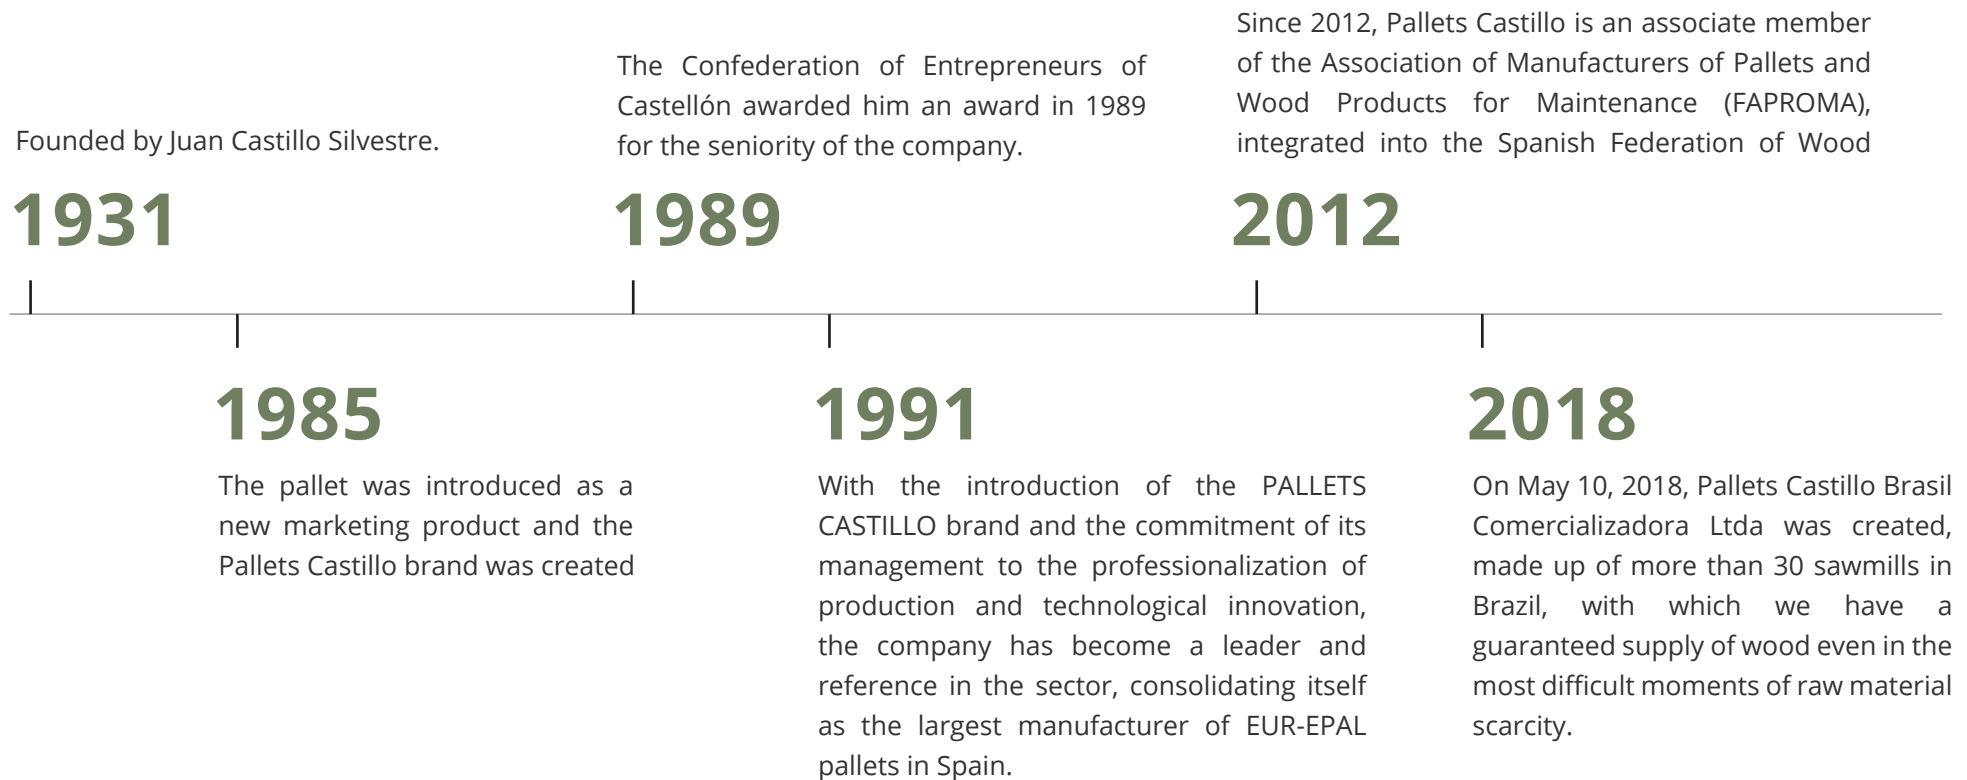 Founded by Juan Castillo Silvestre.
1931
The pallet was introduced as a
new marketing product and the
Pallets Castillo brand was created
1985
The Confederation of Entrepreneurs of
Castellón awarded him an award in 1989
for the seniority of the company.
1989
1991
With the introduction of the PALLETS
CASTILLO brand and the commitment of its
management to the professionalization of
production and technological innovation,
the company has become a leader and
reference in the sector, consolidating itself
as the largest manufacturer of EUR-EPAL
pallets in Spain.
Since 2012, Pallets Castillo is an associate member
of the Association of Manufacturers of Pallets and
Wood Products for Maintenance (FAPROMA),
integrated into the Spanish Federation of Wood
2012
2018
On May 10, 2018, Pallets Castillo Brasil
Comercializadora Ltda was created,
made up of more than 30 sawmills in
Brazil, with which we have a
guaranteed supply of wood even in the
most difficult moments of raw material
scarcity.